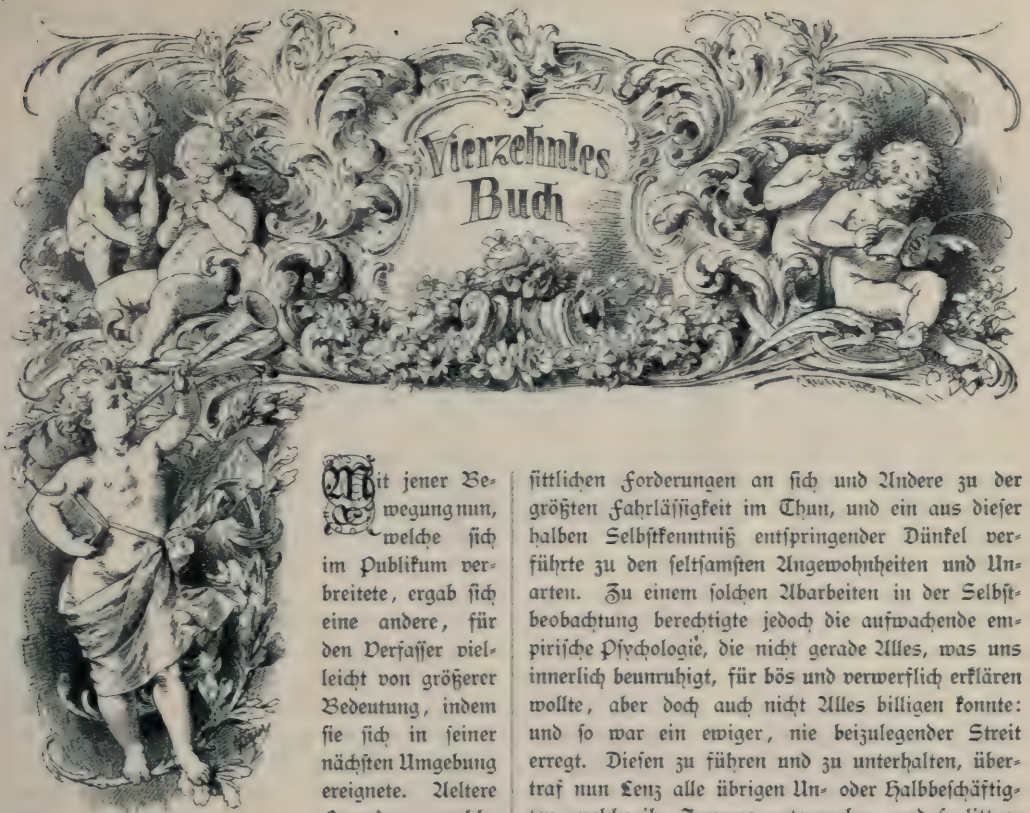 Vierzehntes
Buch
Mit jener Be-
wegung nun,
welche sich
im Publikum ver-
breitete, ergab sich
eine andere, für
den Verfasser viel-
leicht von größerer
Bedeutung, indem
sie sich in seiner
nächsten Umgebung
ereignete. Aeltere
sittlichen Forderungen an sich und Andere zu der
größten Fahrlässigkeit im Thun, und ein aus dieser
halben Selbstkenntniß entspringender Dünkel ver-
führte zu den seltsamsten Angewohnheiten und Un-
arten. Zu einem solchen Abarbeiten in der Selbst-
beobachtung berechtigte jedoch die aufwachende em-
pirische Psychologie, die nicht gerade Alles, was uns
innerlich beunruhigt, für bös und verwerflich erklären
wollte, aber doch auch nicht Alles billigen konnte:
und so war ein ewiger, nie beizulegender Streit
erregt. Diesen zu führen und zu unterhalten, über-
traf nun Lenz alle übrigen Un- oder Halbbeschäftig-